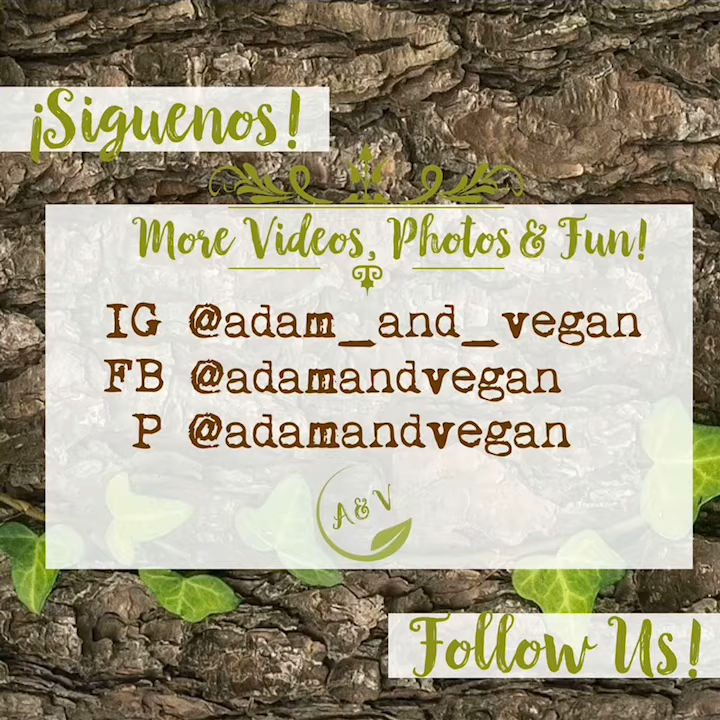 ¡Siguenos!
More Videos, Photos & Fun!
IG @adam_and_vegan
FB @adamandvegan
P @adamandvegan
A & V
Follow Us!